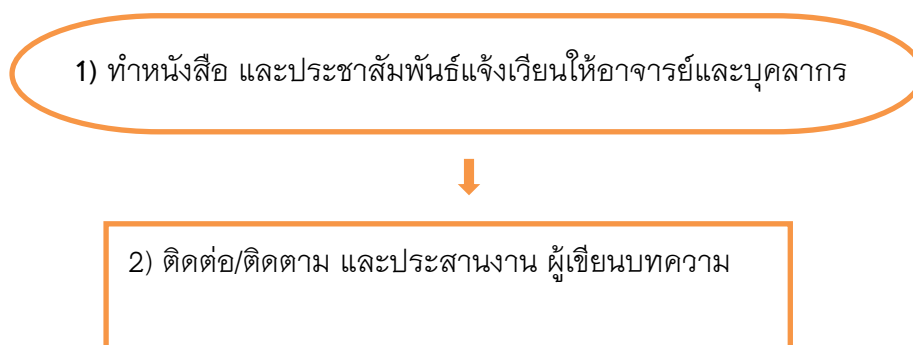 1) ทำหนังสือ และประชาสัมพันธ์แจ้งเวียนให้อาจารย์และบุคลากร
2) ติดต่อ/ติดตาม และประสานงาน ผู้เขียนบทความ